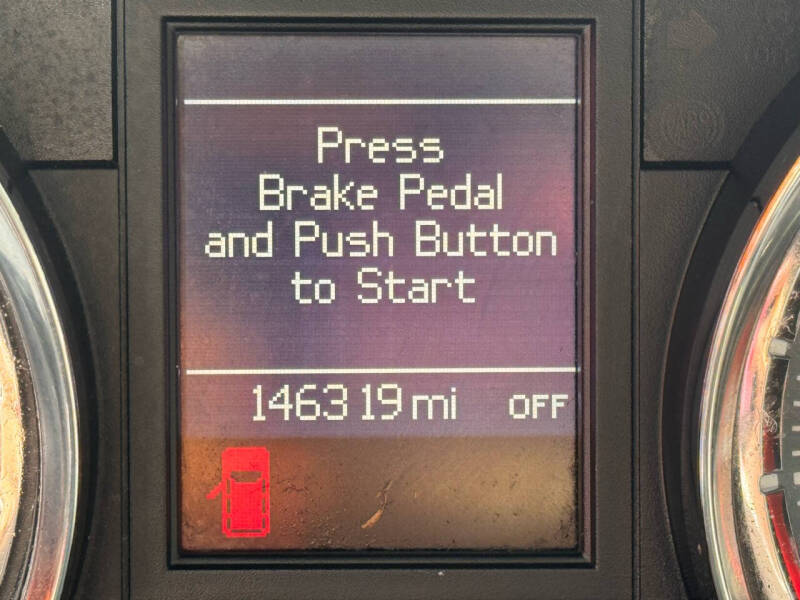 Press
Brake Pedal
and Push Button
to Start
146319 mi OFF